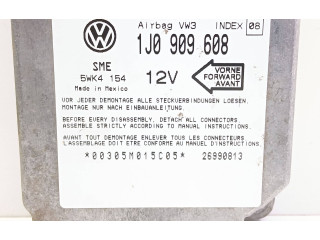 Airbag VW3 INDEX 08
1J0 909 608
SME
5WK4 154
Made in Mexico
12V
VORNE
FORWARD
AVANT
VOR JEDER DEMONTAGE ALLE STECKVERBINDUNGEN LOESEN,
MONTAGE NUR NACH EINBAUANLEITUNG
BEFORE EVERY DISASSEMBLY, DETACH ALL CONNECTORS
ASSEMBLE STRICTLY ACCORDING TO MANUAL INSTRUCTIONS
AVANT TOUT DEMONTAGE ENLEVER TOUS LES CONNECTEURS
L'ASSEMBLAGE DOIT ETRE CONFORME AUX INSTRUCTIONS DU MANUEL
*00305M015C05* 26990813